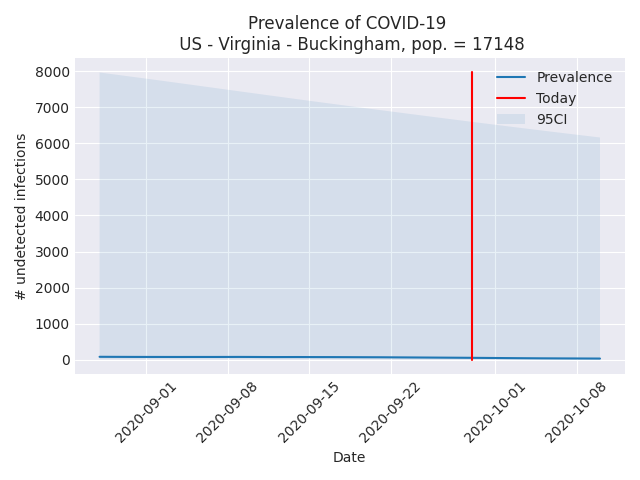 Prevalence of COVID-19
US - Virginia - Buckingham, pop. = 17148
Prevalence
Today
95CI
8000
7000
6000
5000
4000
3000
2000
1000
0
# undetected infections
2020-09-01
2020-09-08
2020-09-15
2020-09-22
2020-10-01
2020-10-08
Date